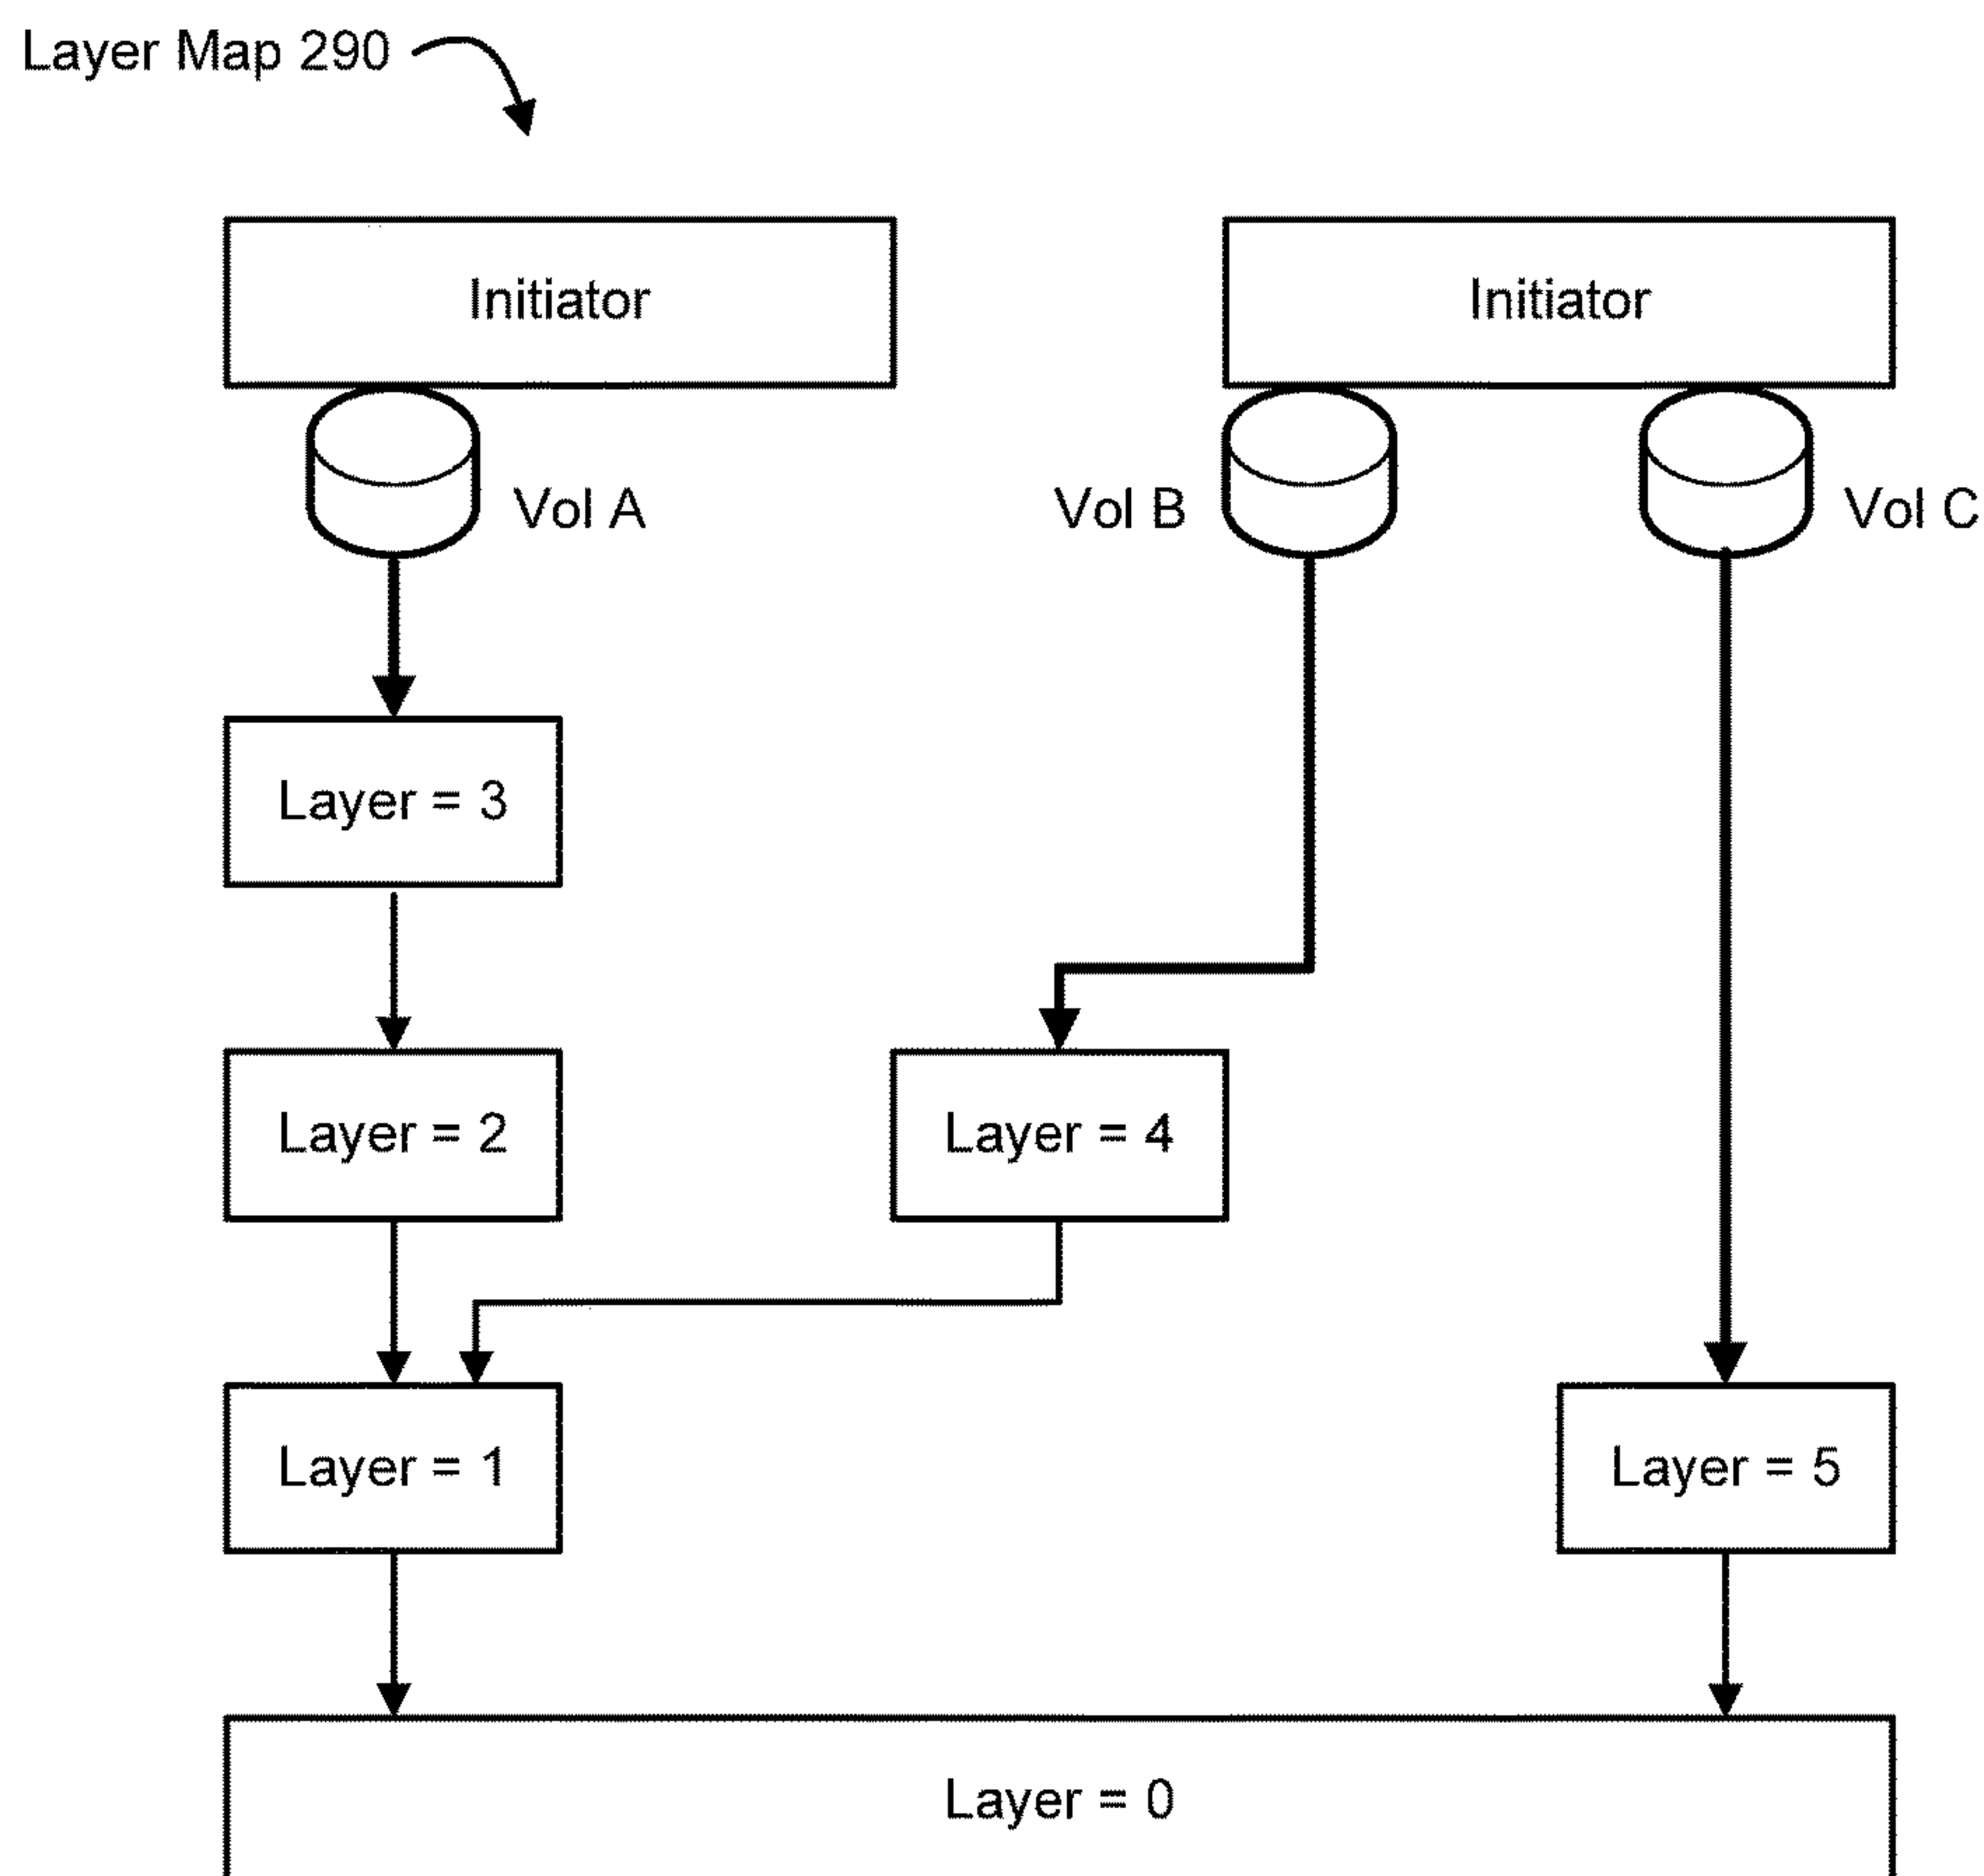 Layer Map 290
Initiator
Initiator
Vol A
Vol B
Vol C
Layer = 3
Layer = 2
Layer = 4
Layer = 1
Layer = 5
Layer = 0